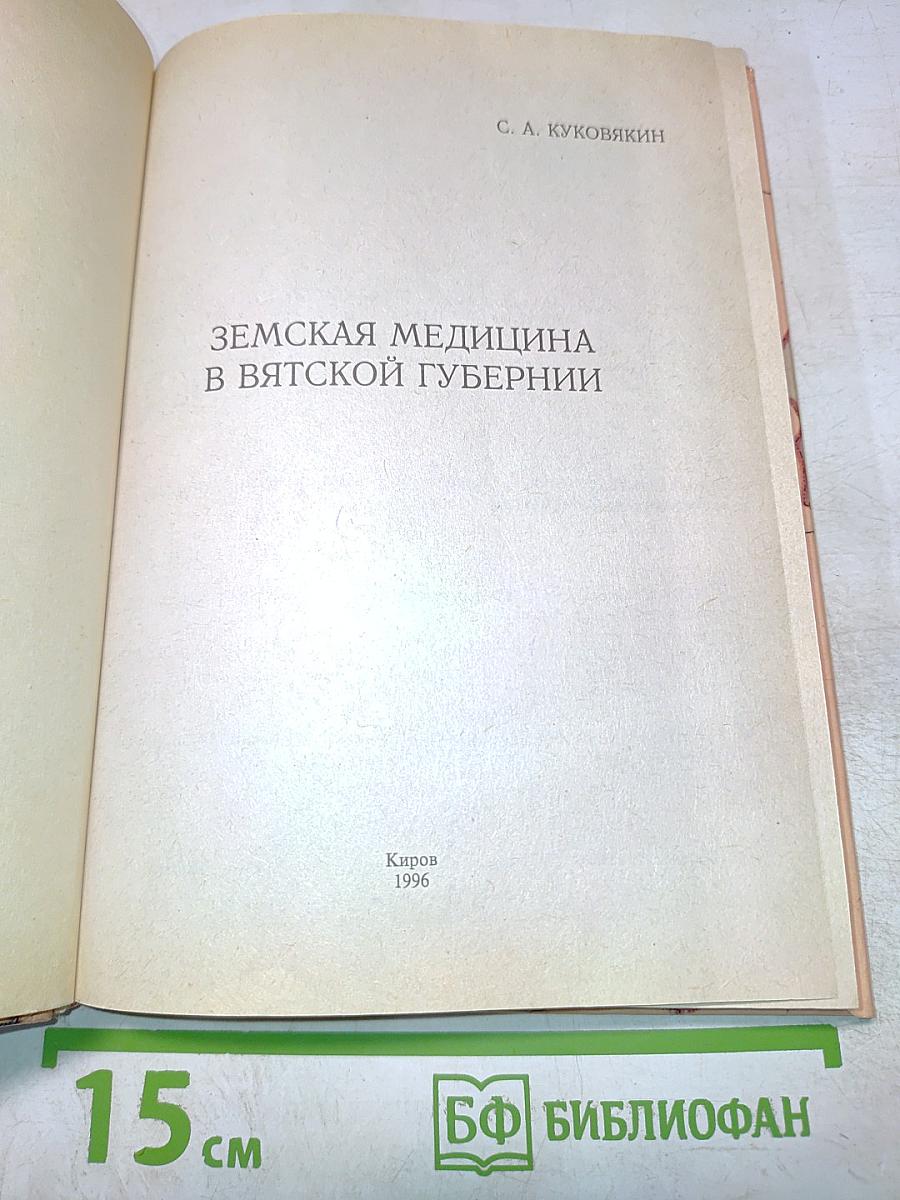 С. А. КУКОВЯКИН
ЗЕМСКАЯ МЕДИЦИНА
В ВЯТСКОЙ ГУБЕРНИИ
Киров
1996
15 см
БФ БИБЛИОФАН